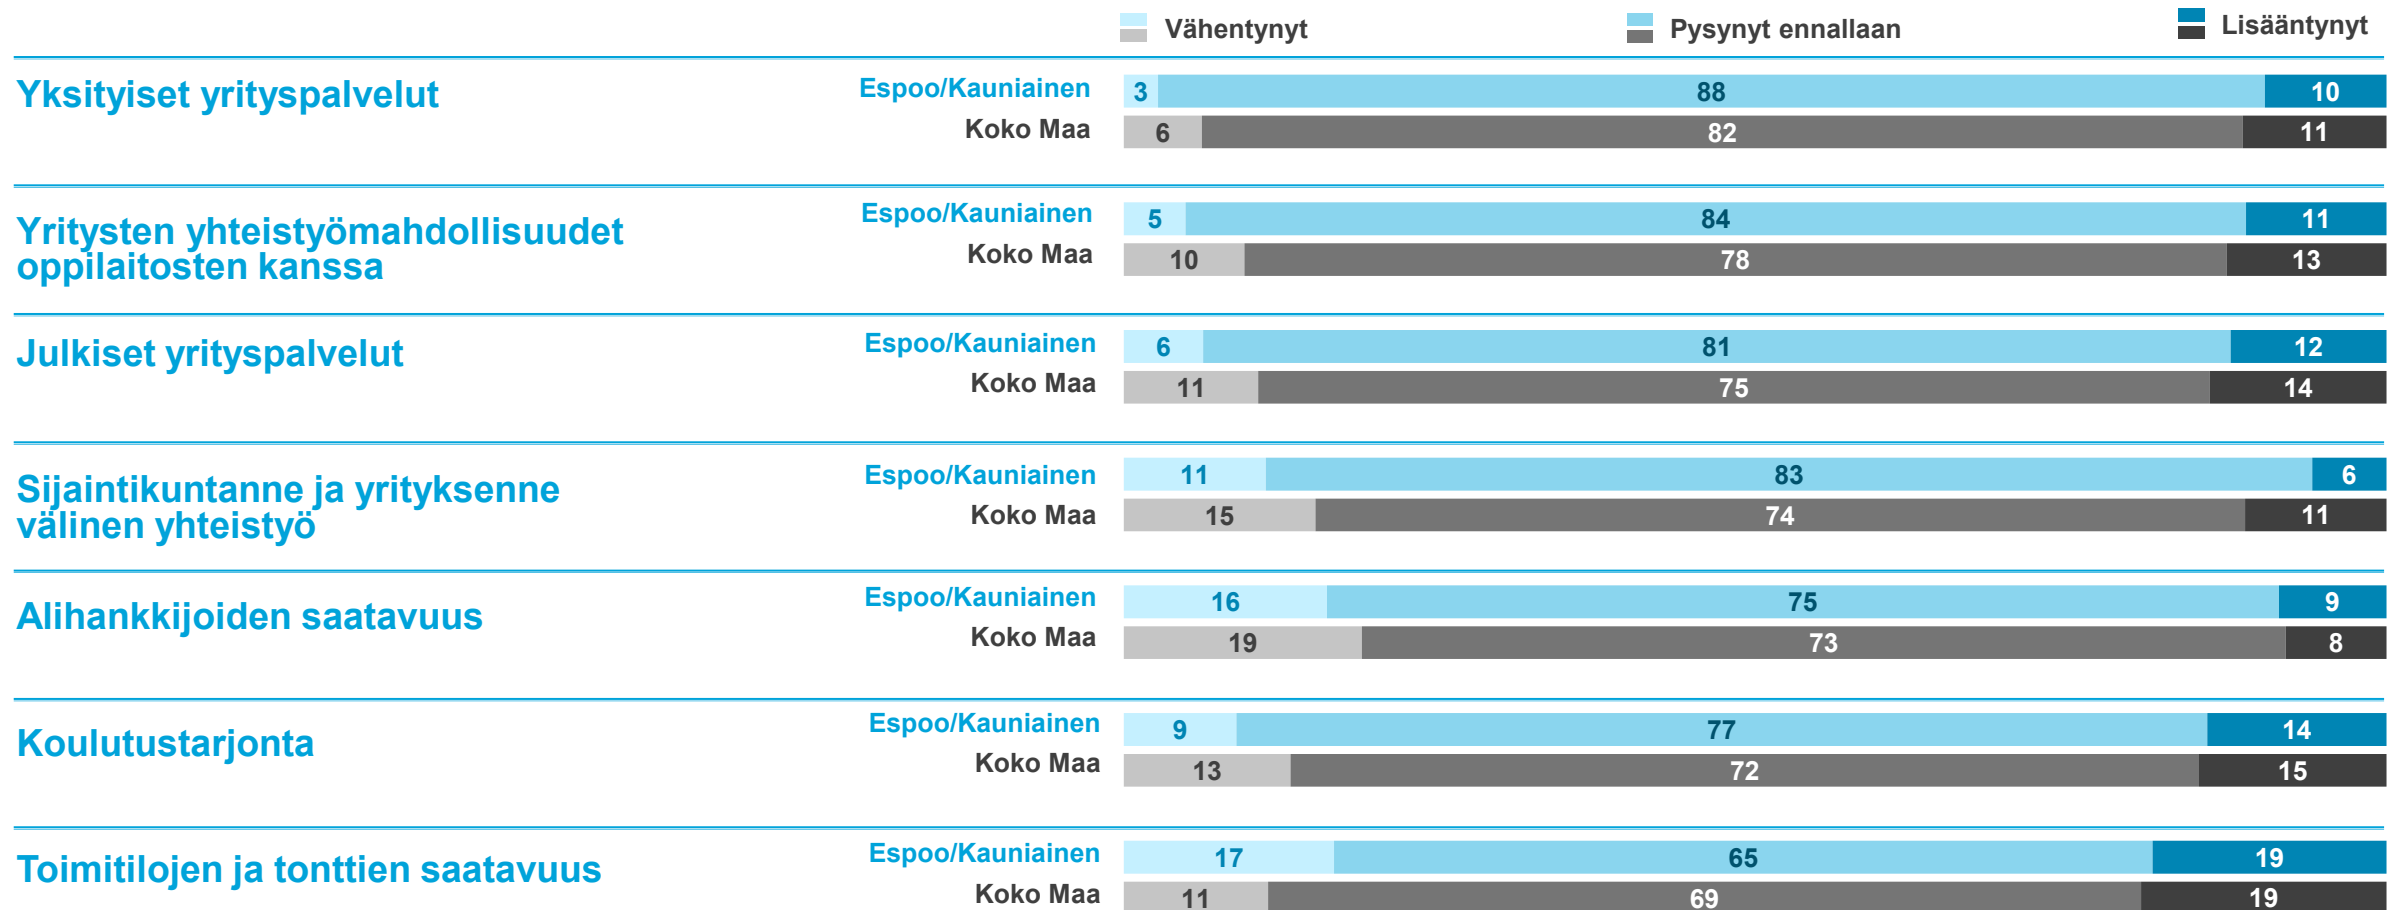 Vähentynyt Pysynyt ennallaan Lisääntynyt
Yksityiset yrityspalvelut
Espoo/Kauniainen 3 88 10
Koko Maa 6 82 11
Yritysten yhteistyömahdollisuudet
oppilaitosten kanssa
Espoo/Kauniainen 5 84 11
Koko Maa 10 78 13
Julkiset yrityspalvelut
Espoo/Kauniainen 6 81 12
Koko Maa 11 75 14
Sijaintikuntanne ja yrityksenne
välinen yhteistyö
Espoo/Kauniainen 11 83 6
Koko Maa 15 74 11
Alihankkijoiden saatavuus
Espoo/Kauniainen 16 75 9
Koko Maa 19 73 8
Koulutustarjonta
Espoo/Kauniainen 9 77 14
Koko Maa 13 72 15
Toimitilojen ja tonttien saatavuus
Espoo/Kauniainen 17 65 19
Koko Maa 11 69 19